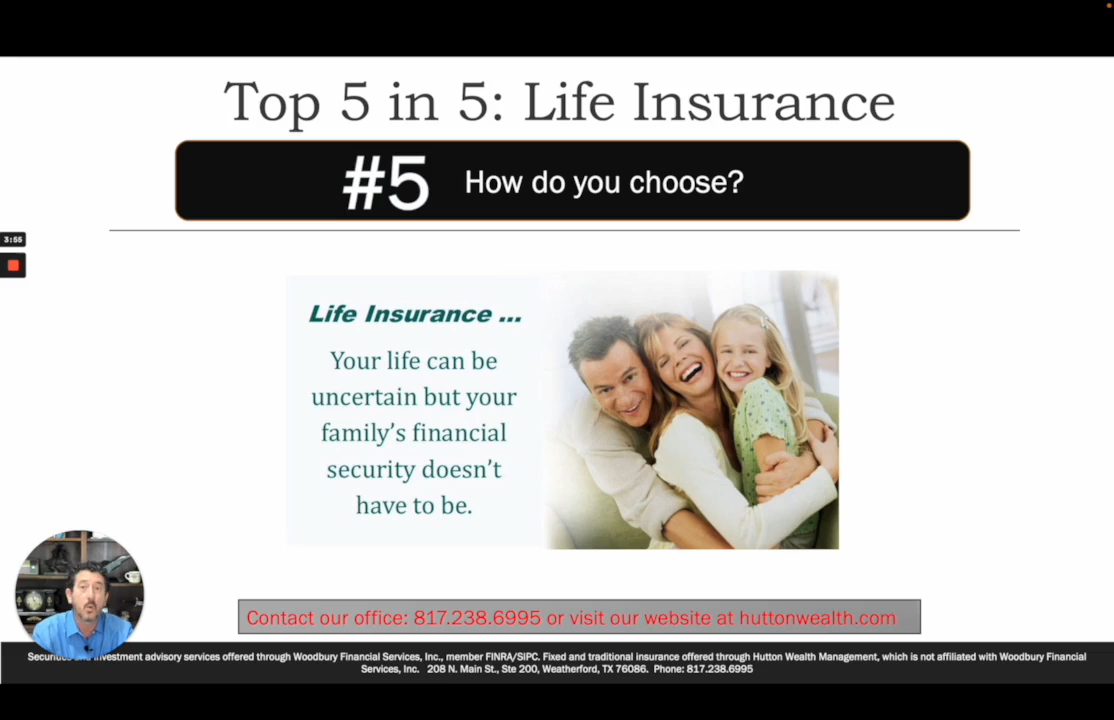 Top 5 in 5: Life Insurance
#5 How do you choose?
3:55
Life Insurance ...
Your life can be
uncertain but your
family's financial
security doesn't
have to be.
Contact our office: 817.238.6995 or visit our website at huttonwealth.com
investment advisory services offered through Woodbury Financial Services, Inc., member FINRA/SIPC. Fixed and traditional insurance offered through Hutton Wealth Management, which is not affiliated with Woodbury Financial
Services, Inc. 208 N. Main St., Ste 200, Weatherford, TX 76086. Phone: 817.238.6995